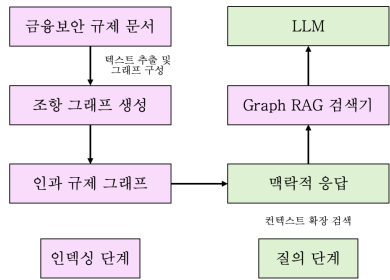 금융보안 규제 문서
텍스트 추출 및
그래프 구성
조항 그래프 생성
인과 규제 그래프
LLM
Graph RAG 검색기
맥락적 응답
컨텍스트 확장 검색
인덱싱 단계
질의 단계